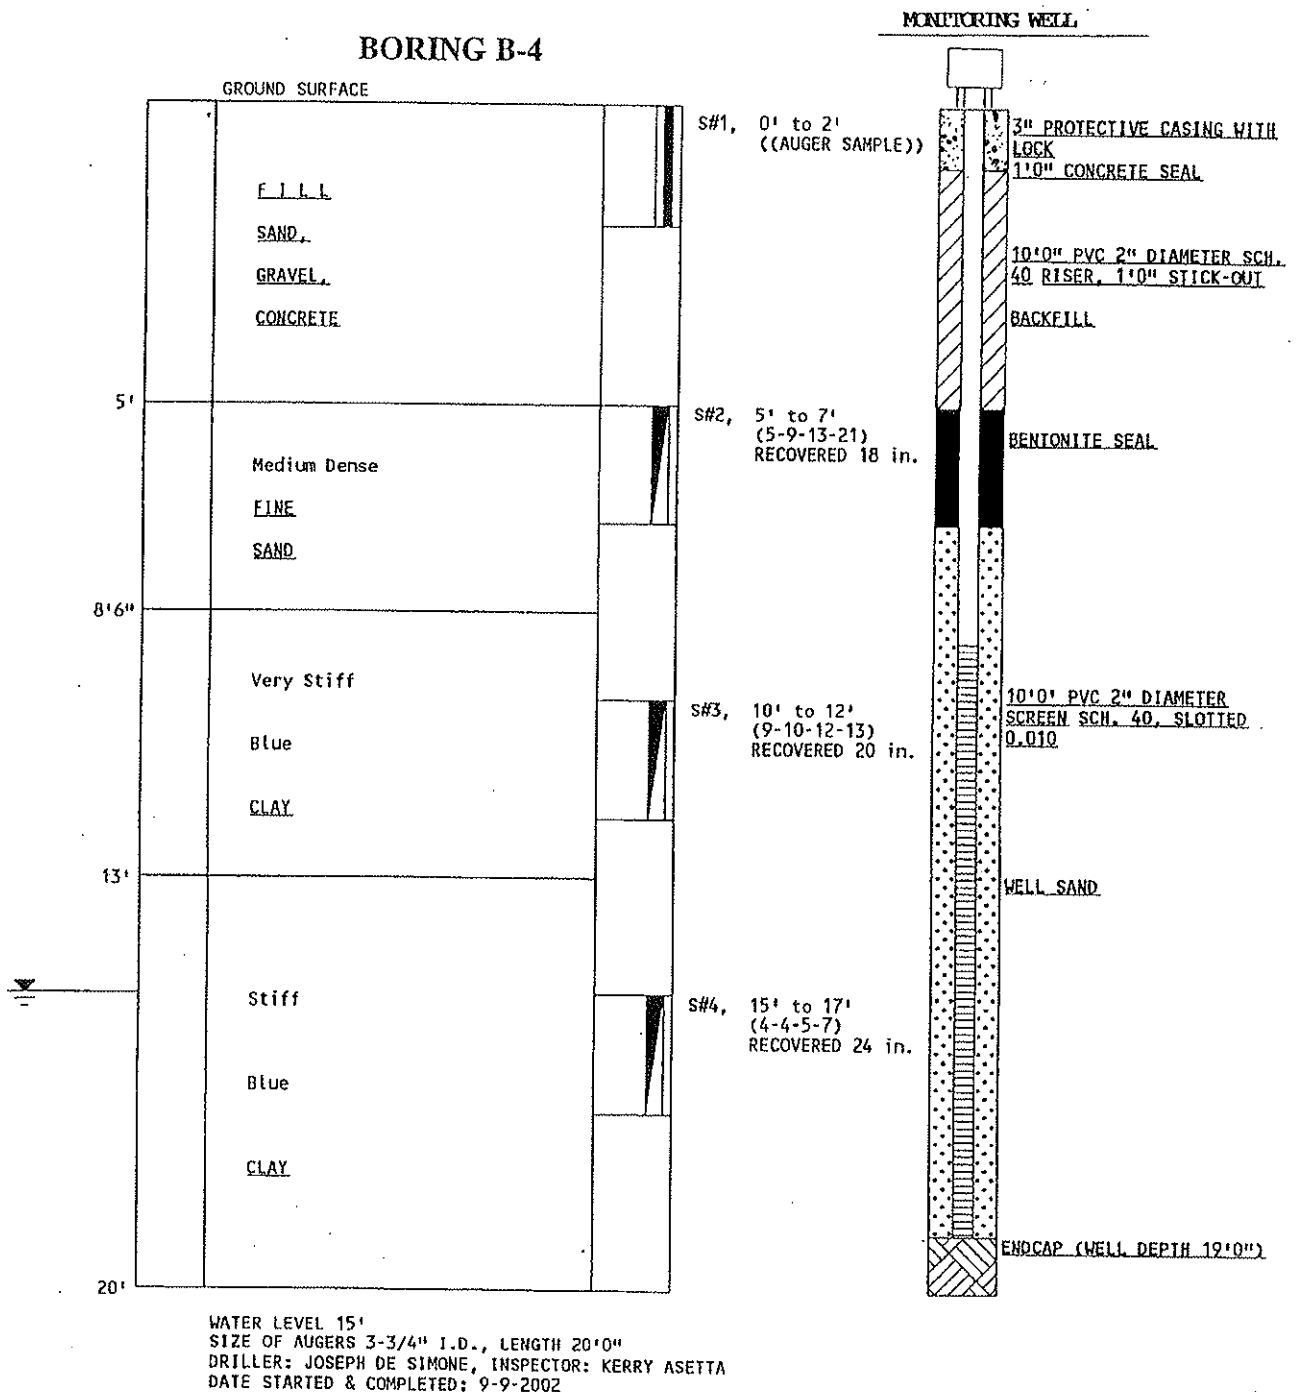 MONITORING WELL
BORING B-4
GROUND SURFACE
S#1, 0' to 2'
((AUGER SAMPLE))
3" PROTECTIVE CASING WITH
LOCK
1'0" CONCRETE SEAL
F I L L
SAND,
GRAVEL,
CONCRETE
10'0" PVC 2" DIAMETER SCH.
40 RISER, 1'0" STICK-OUT
BACKFILL
5'
S#2, 5' to 7'
(5-9-13-21)
RECOVERED 18 in.
BENTONITE SEAL
Medium Dense
FINE
SAND
8'6"
Very Stiff
Blue
CLAY
S#3, 10' to 12'
(9-10-12-13)
RECOVERED 20 in.
10'0' PVC 2" DIAMETER
SCREEN SCH. 40, SLOTTED
0.010
13'
WELL SAND
Stiff
Blue
CLAY
S#4, 15' to 17'
(4-4-5-7)
RECOVERED 24 in.
ENDCAP (WELL DEPTH 19'0")
20'
WATER LEVEL 15'
SIZE OF AUGERS 3-3/4" I.D., LENGTH 20'0"
DRILLER: JOSEPH DE SIMONE, INSPECTOR: KERRY ASETTA
DATE STARTED & COMPLETED: 9-9-2002